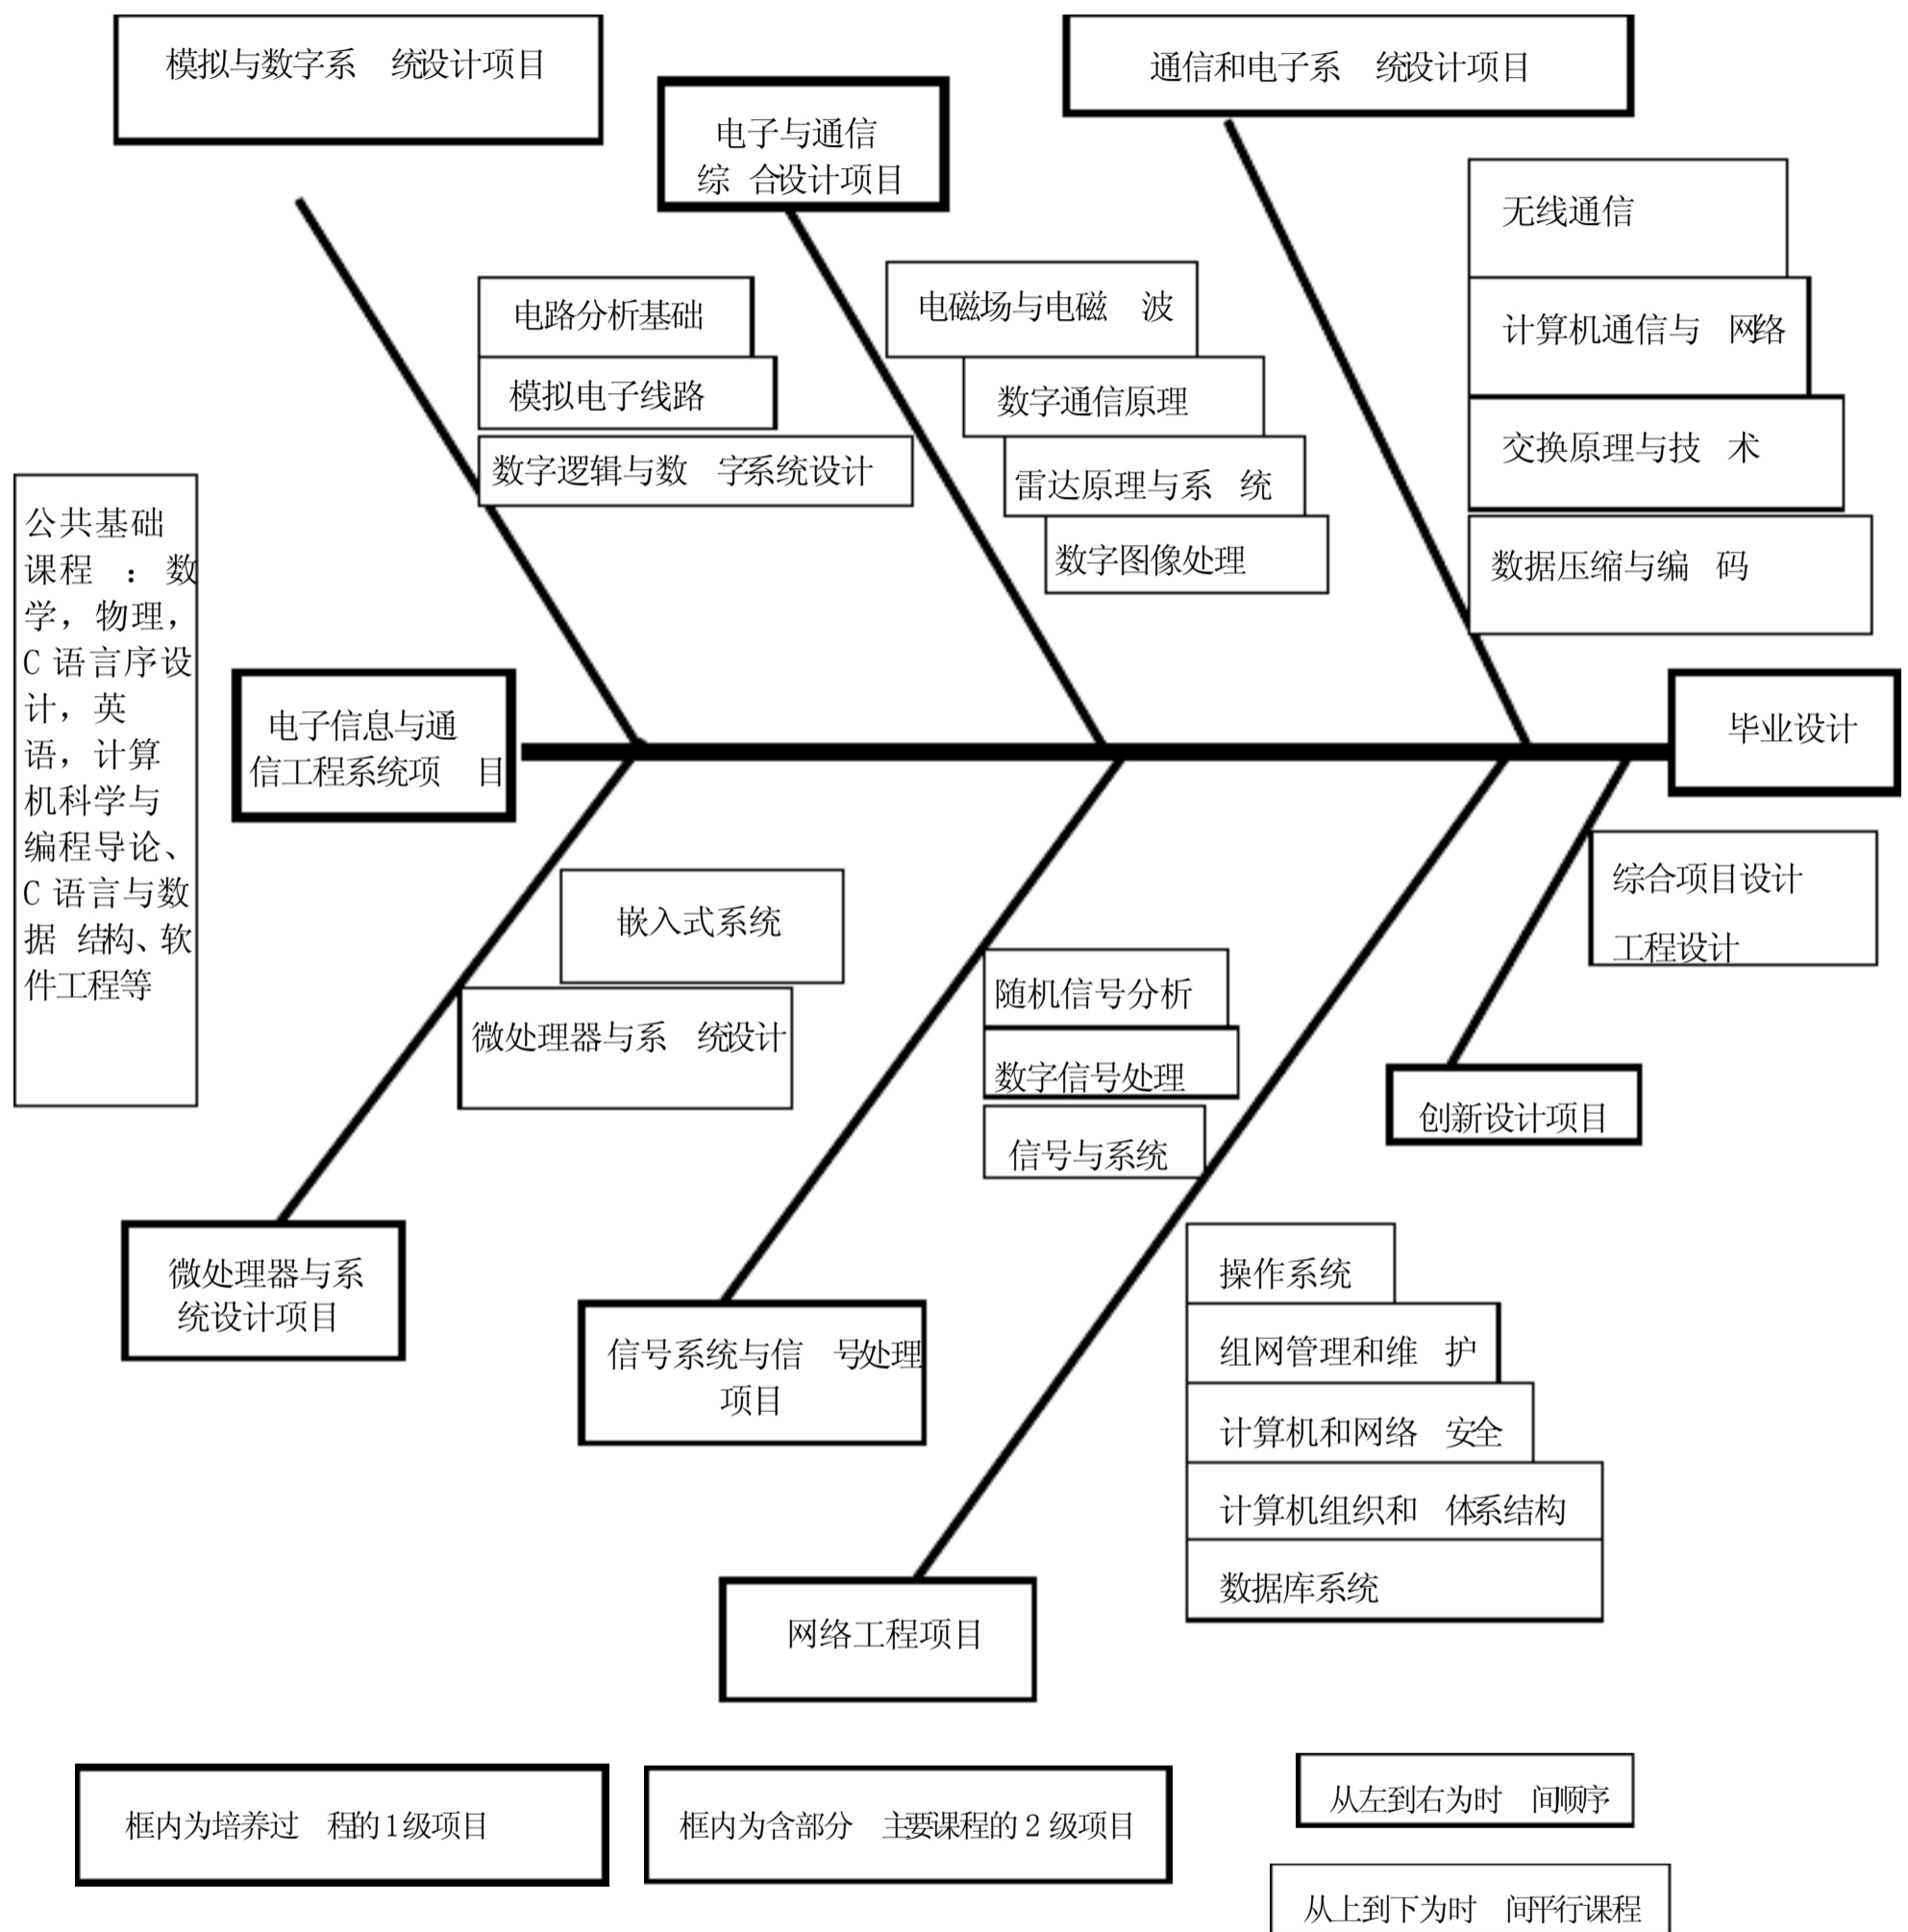 模拟与数字系 统设计项目
通信和电子系 统设计项目
电子与通信
综 合设计项目
无线通信
计算机通信与 网络
交换原理与技 术
数据压缩与编 码
电路分析基础
模拟电子线路
数字逻辑与数 字系统设计
电磁场与电磁 波
数字通信原理
雷达原理与系 统
数字图像处理
公共基础
课程 ：数
学，物理，
C 语言序设
计，英
语，计算
机科学与
编程导论、
C 语言与数
据 结构、软
件工程等
电子信息与通
信工程系统项 目
毕业设计
综合项目设计
工程设计
嵌入式系统
微处理器与系 统设计
随机信号分析
数字信号处理
信号与系统
创新设计项目
微处理器与系
统设计项目
信号系统与信 号处理
项目
操作系统
组网管理和维 护
计算机和网络 安全
计算机组织和 体系结构
数据库系统
网络工程项目
框内为培养过 程的1级项目
框内为含部分 主要课程的 2 级项目
从左到右为时 间顺序
从上到下为时 间平行课程